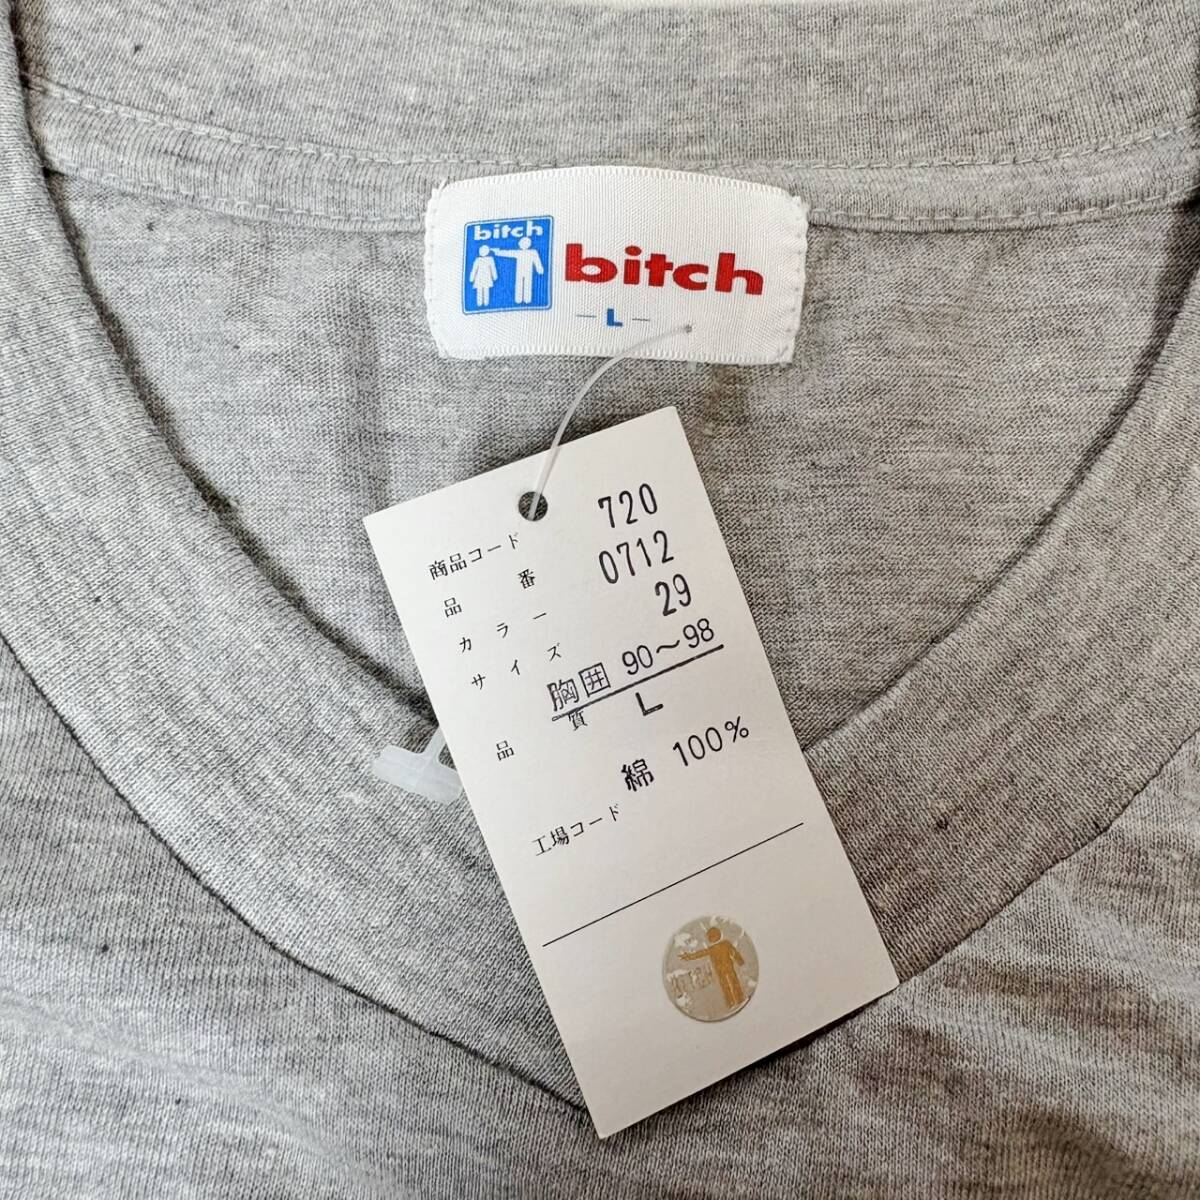 bitch
bitch
-L-
商品コード 720
品番 0712
カラー 29
サイズ 胸囲 90～98
L
品質 綿 100%
工場コード
BITCH